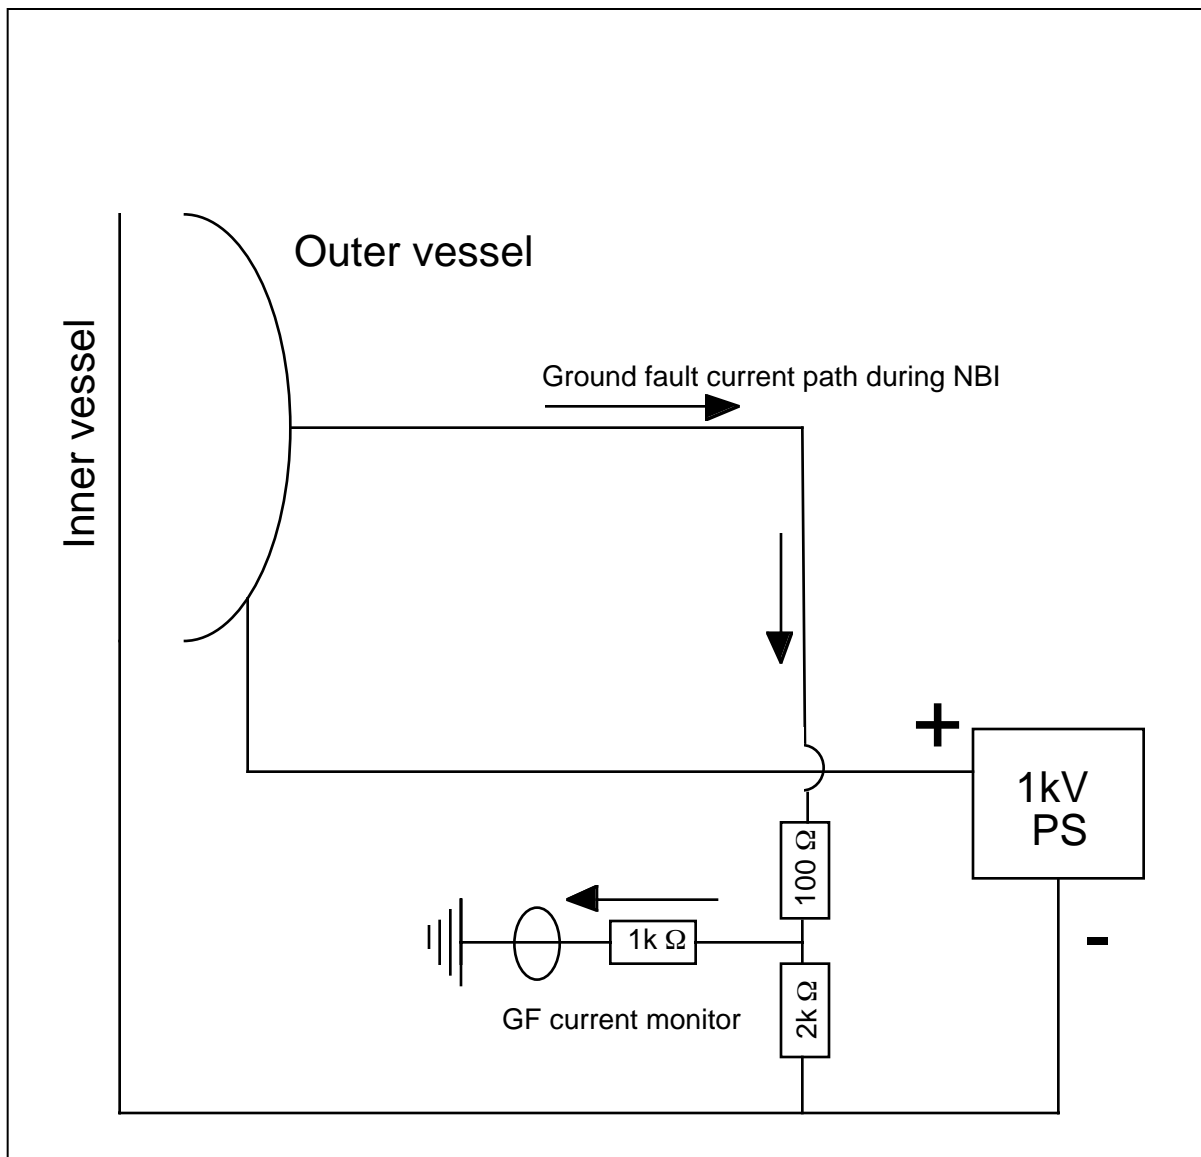 Outer vessel
Inner vessel
Ground fault current path during NBI
+
1kV
PS
100 Ω
1k Ω
-
GF current monitor
2k Ω